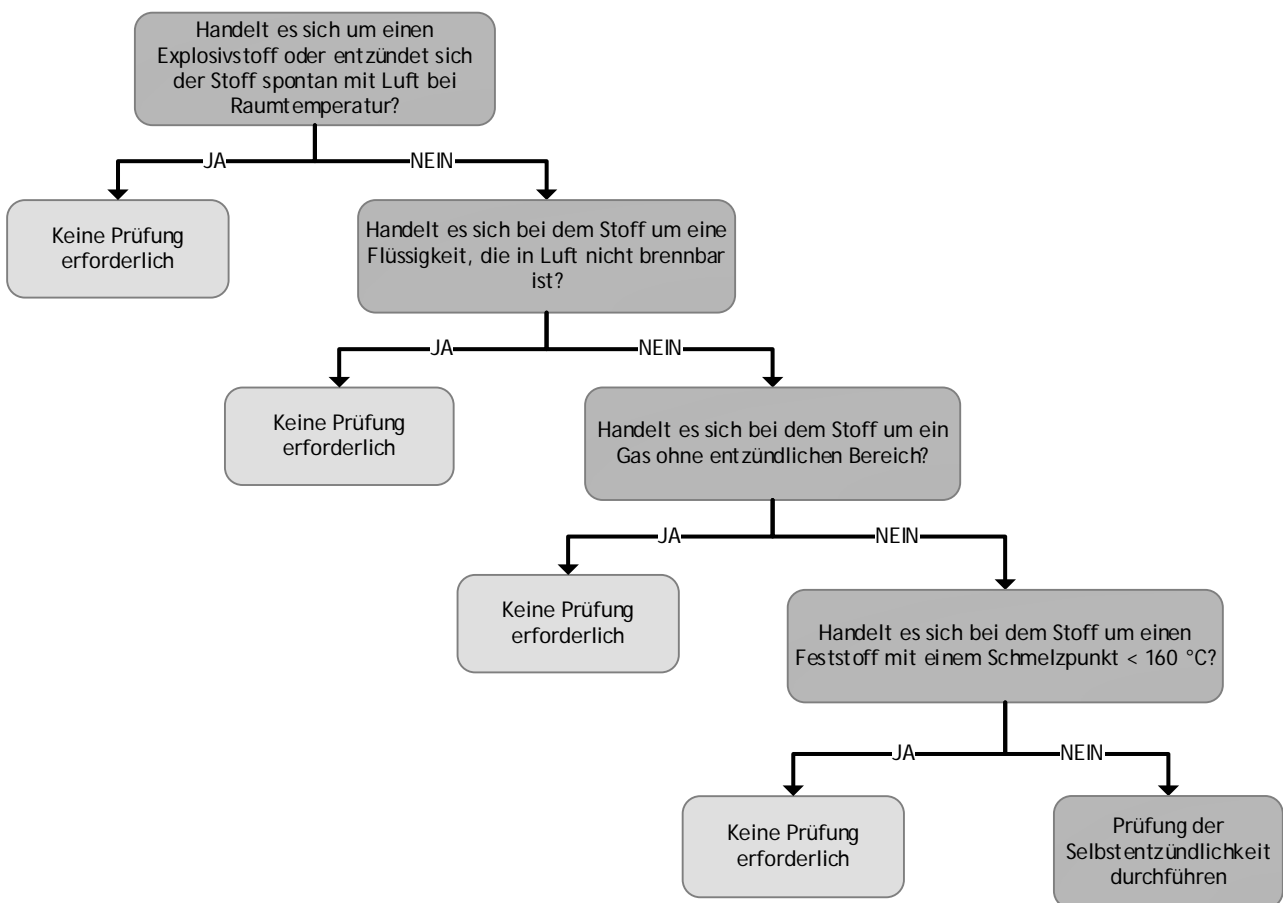 Handelt es sich um einen
Explosivstoff oder entzündet sich
der Stoff spontan mit Luft bei
Raumtemperatur?
JA
NEIN
Keine Prüfung
erforderlich
Handelt es sich bei dem Stoff um eine
Flüssigkeit, die in Luft nicht brennbar
ist?
JA
NEIN
Keine Prüfung
erforderlich
Handelt es sich bei dem Stoff um ein
Gas ohne entzündlichen Bereich?
JA
NEIN
Keine Prüfung
erforderlich
Handelt es sich bei dem Stoff um einen
Feststoff mit einem Schmelzpunkt < 160 °C?
JA
NEIN
Keine Prüfung
erforderlich
Prüfung der
Selbstentzündlichkeit
durchführen